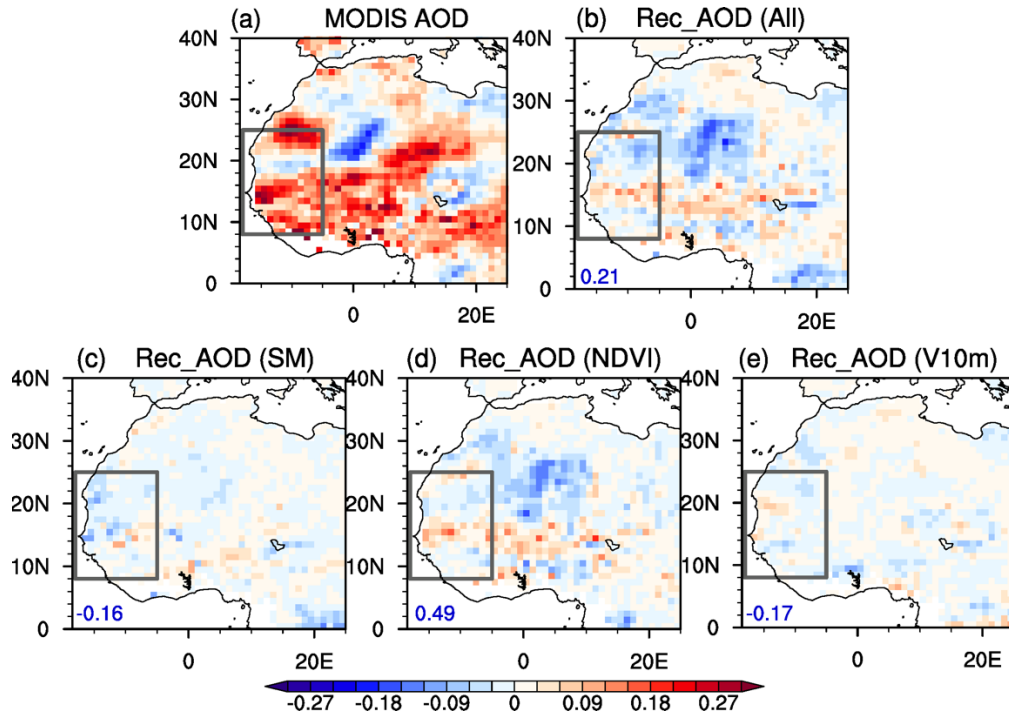 (a) MODIS AOD
(b) Rec_AOD (All)
40N
30N
20N
10N
0
0
20E
40N
30N
20N
10N
0
0.21
0
20E
(c) Rec_AOD (SM)
(d) Rec_AOD (NDVI)
(e) Rec_AOD (V10m)
40N
30N
20N
10N
0
-0.16
0
20E
40N
30N
20N
10N
0
0.49
0
20E
40N
30N
20N
10N
0
-0.17
0
20E
-0.27 -0.18 -0.09 0 0.09 0.18 0.27